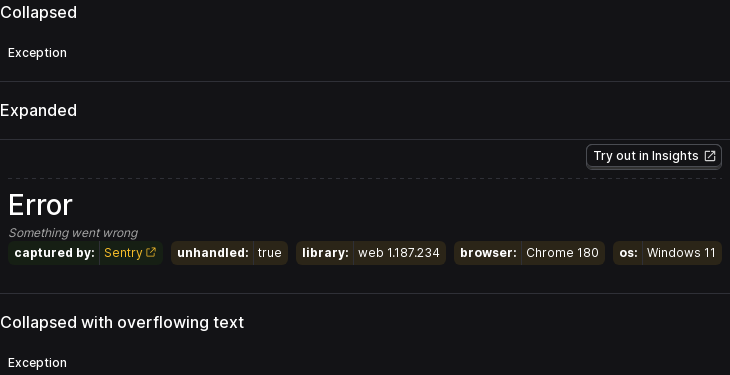 Collapsed
Exception
Expanded
Try out in Insights
Error
Something went wrong
captured by: Sentry unhandled: true library: web 1.187.234 browser: Chrome 180 os: Windows 11
Collapsed with overflowing text
Exception